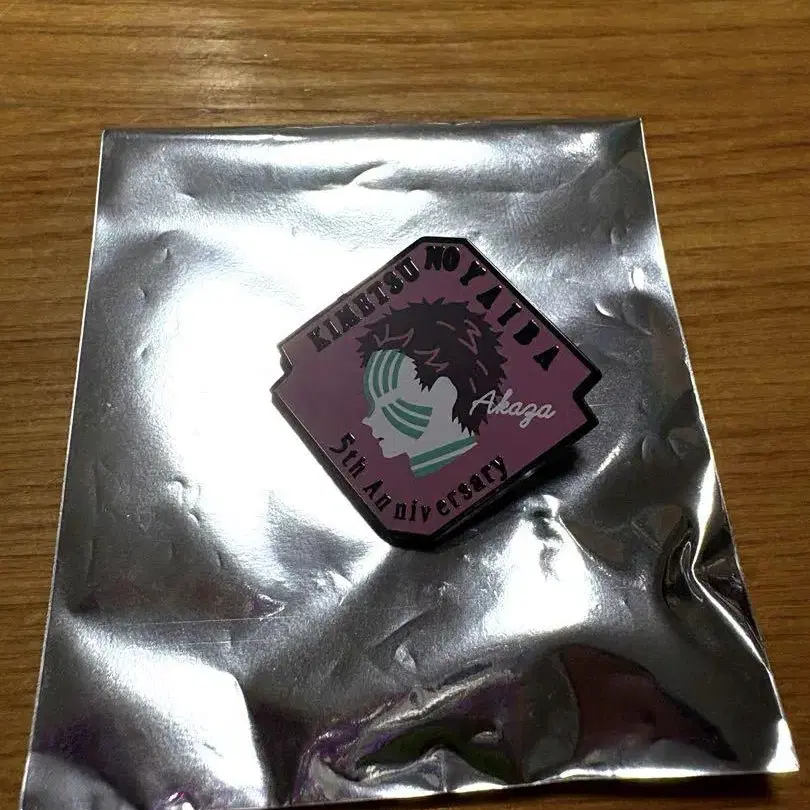 KIMETSU NO YAIBA
Akaza
5th Anniversary